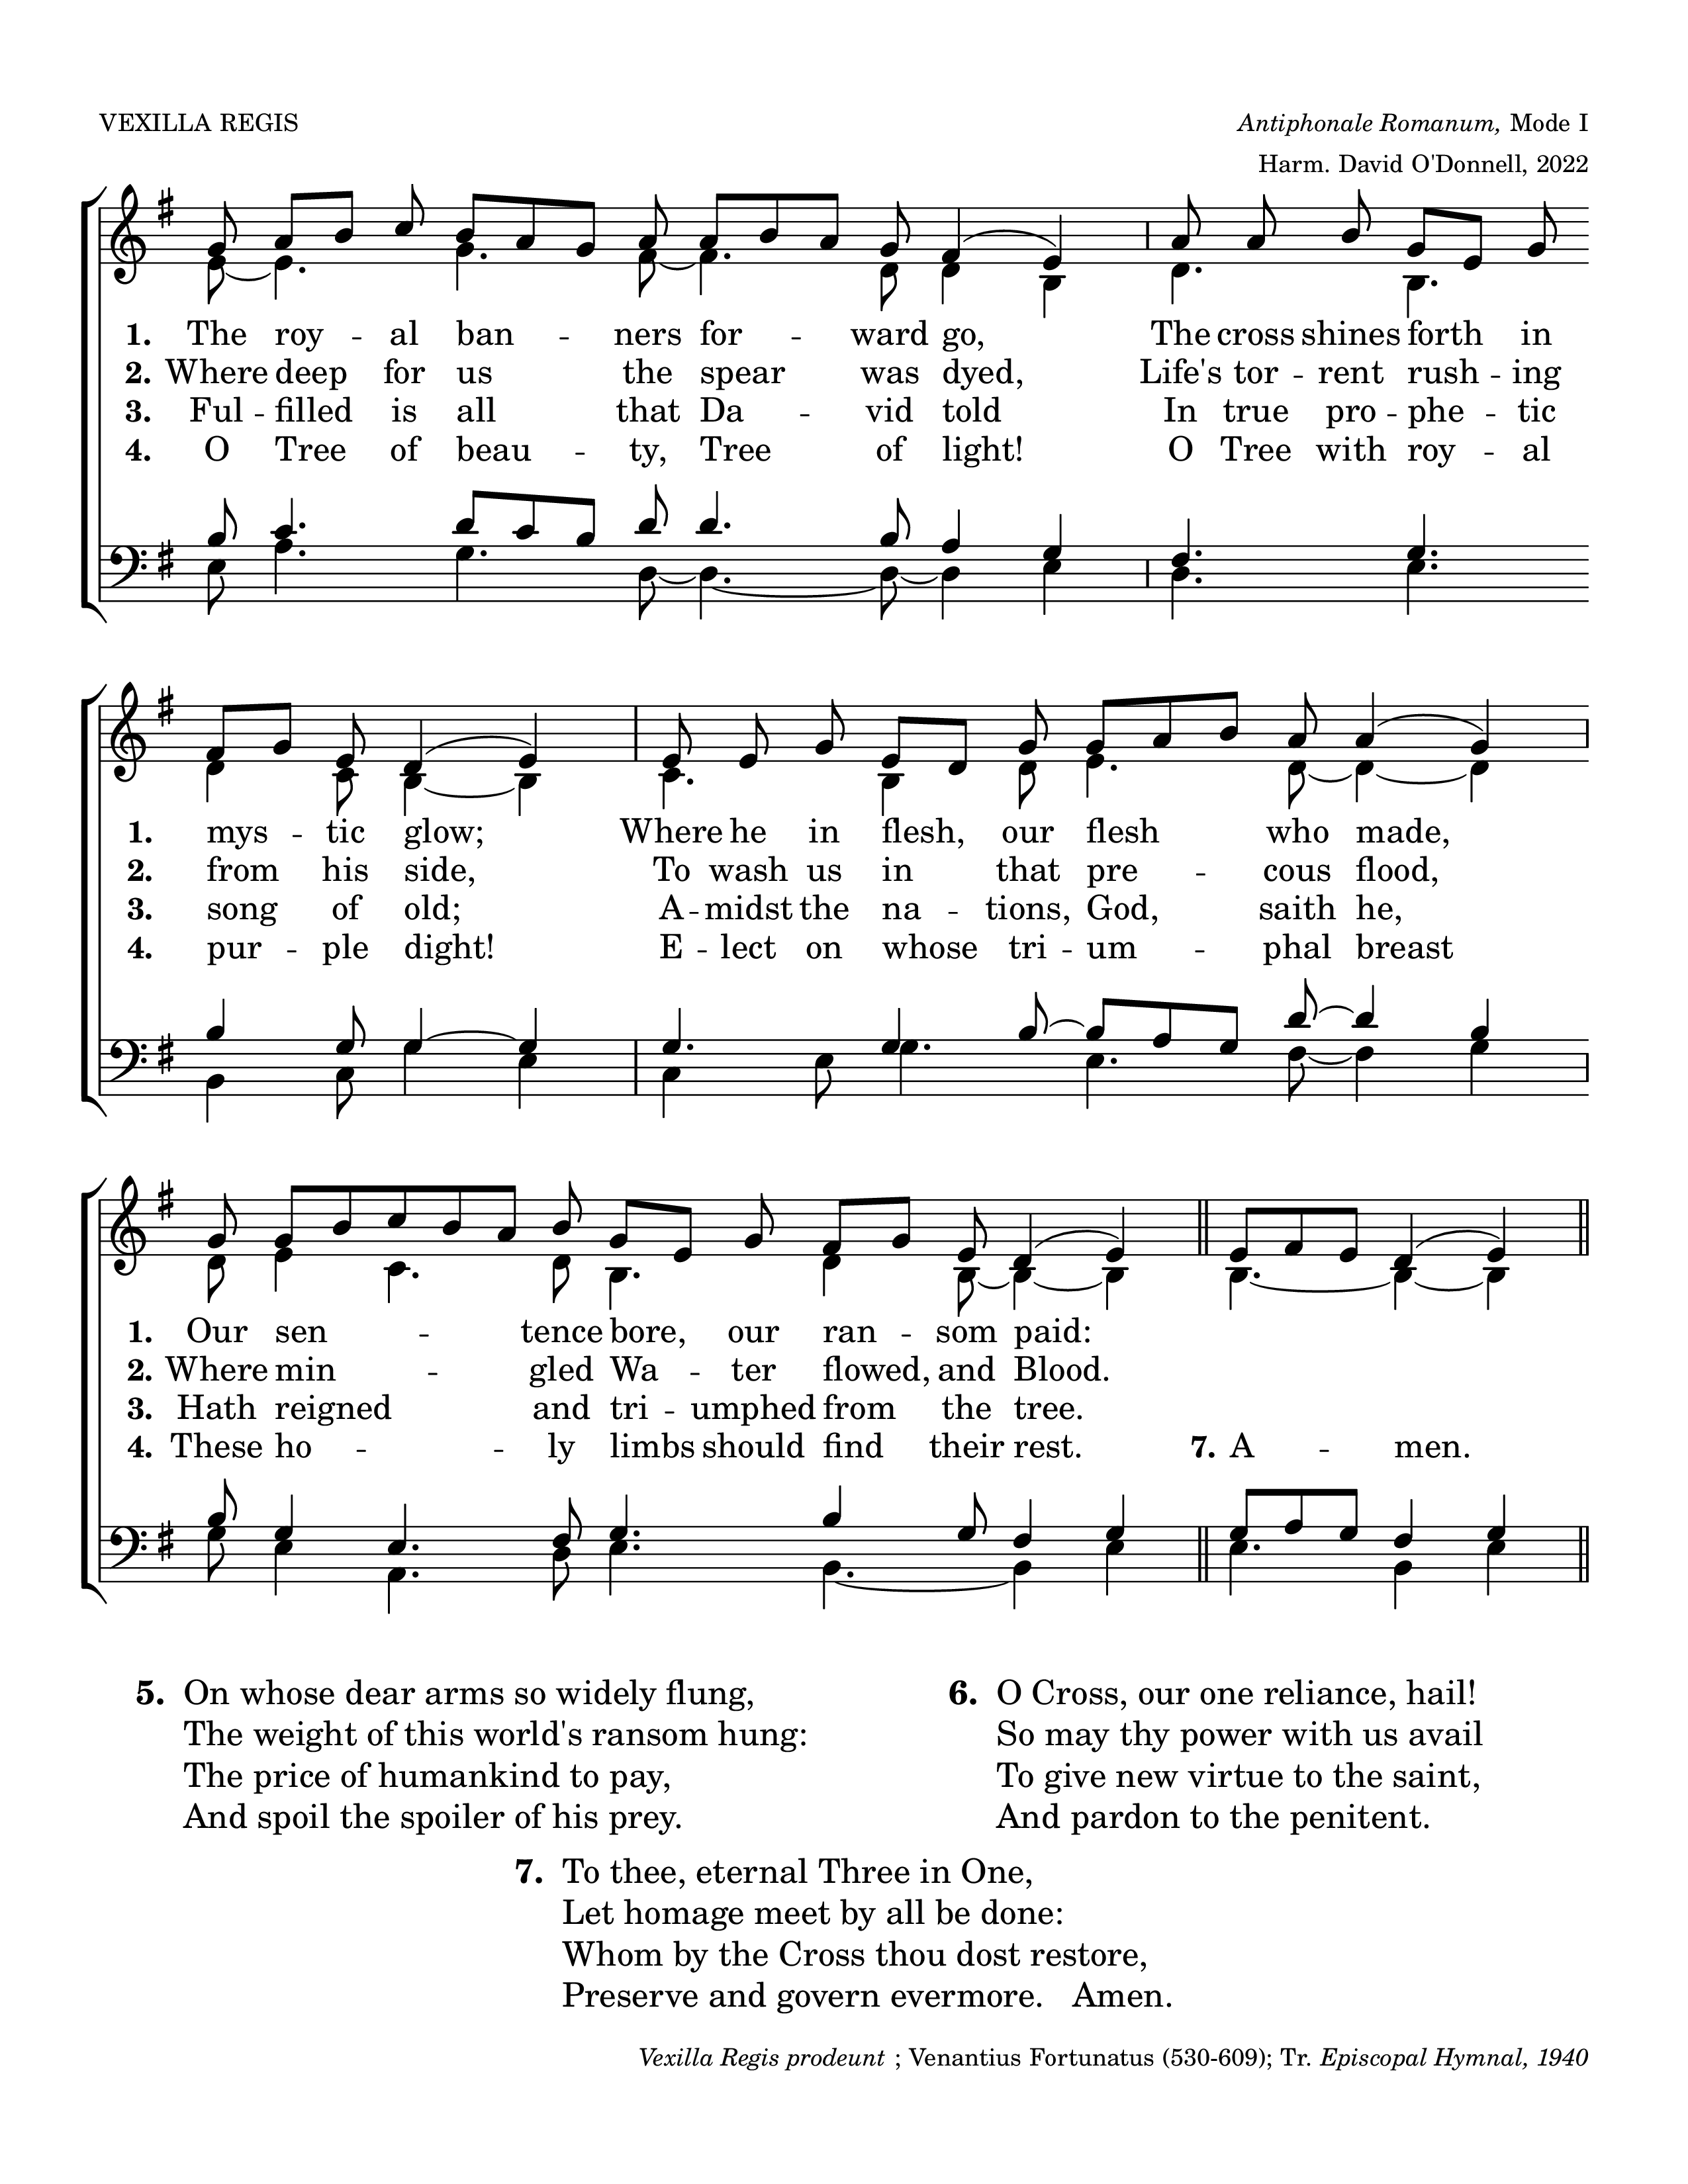 VEXILLA REGIS
Antiphonale Romanum, Mode I
Harm. David O'Donnell, 2022
1. The roy - al ban - ners for - ward go, The cross shines forth in
2. Where deep for us the spear was dyed, Life's tor - rent rush - ing
3. Ful - filled is all that Da - vid told In true pro - phe - tic
4. O Tree of beau - ty, Tree of light! O Tree with roy - al
1. mys - tic glow; Where he in flesh, our flesh who made,
2. from his side, To wash us in that pre - cous flood,
3. song of old; A - midst the na - tions, God, saith he,
4. pur - ple dight! E - lect on whose tri - um - phal breast
1. Our sen - tence bore, our ran - som paid:
2. Where min - gled Wa - ter flowed, and Blood.
3. Hath reigned and tri - umphed from the tree.
4. These ho - ly limbs should find their rest. 7. A - men.
5. On whose dear arms so widely flung,
The weight of this world's ransom hung:
The price of humankind to pay,
And spoil the spoiler of his prey.
6. O Cross, our one reliance, hail!
So may thy power with us avail
To give new virtue to the saint,
And pardon to the penitent.
7. To thee, eternal Three in One,
Let homage meet by all be done:
Whom by the Cross thou dost restore,
Preserve and govern evermore. Amen.
Vexilla Regis prodeunt ; Venantius Fortunatus (530-609); Tr. Episcopal Hymnal, 1940